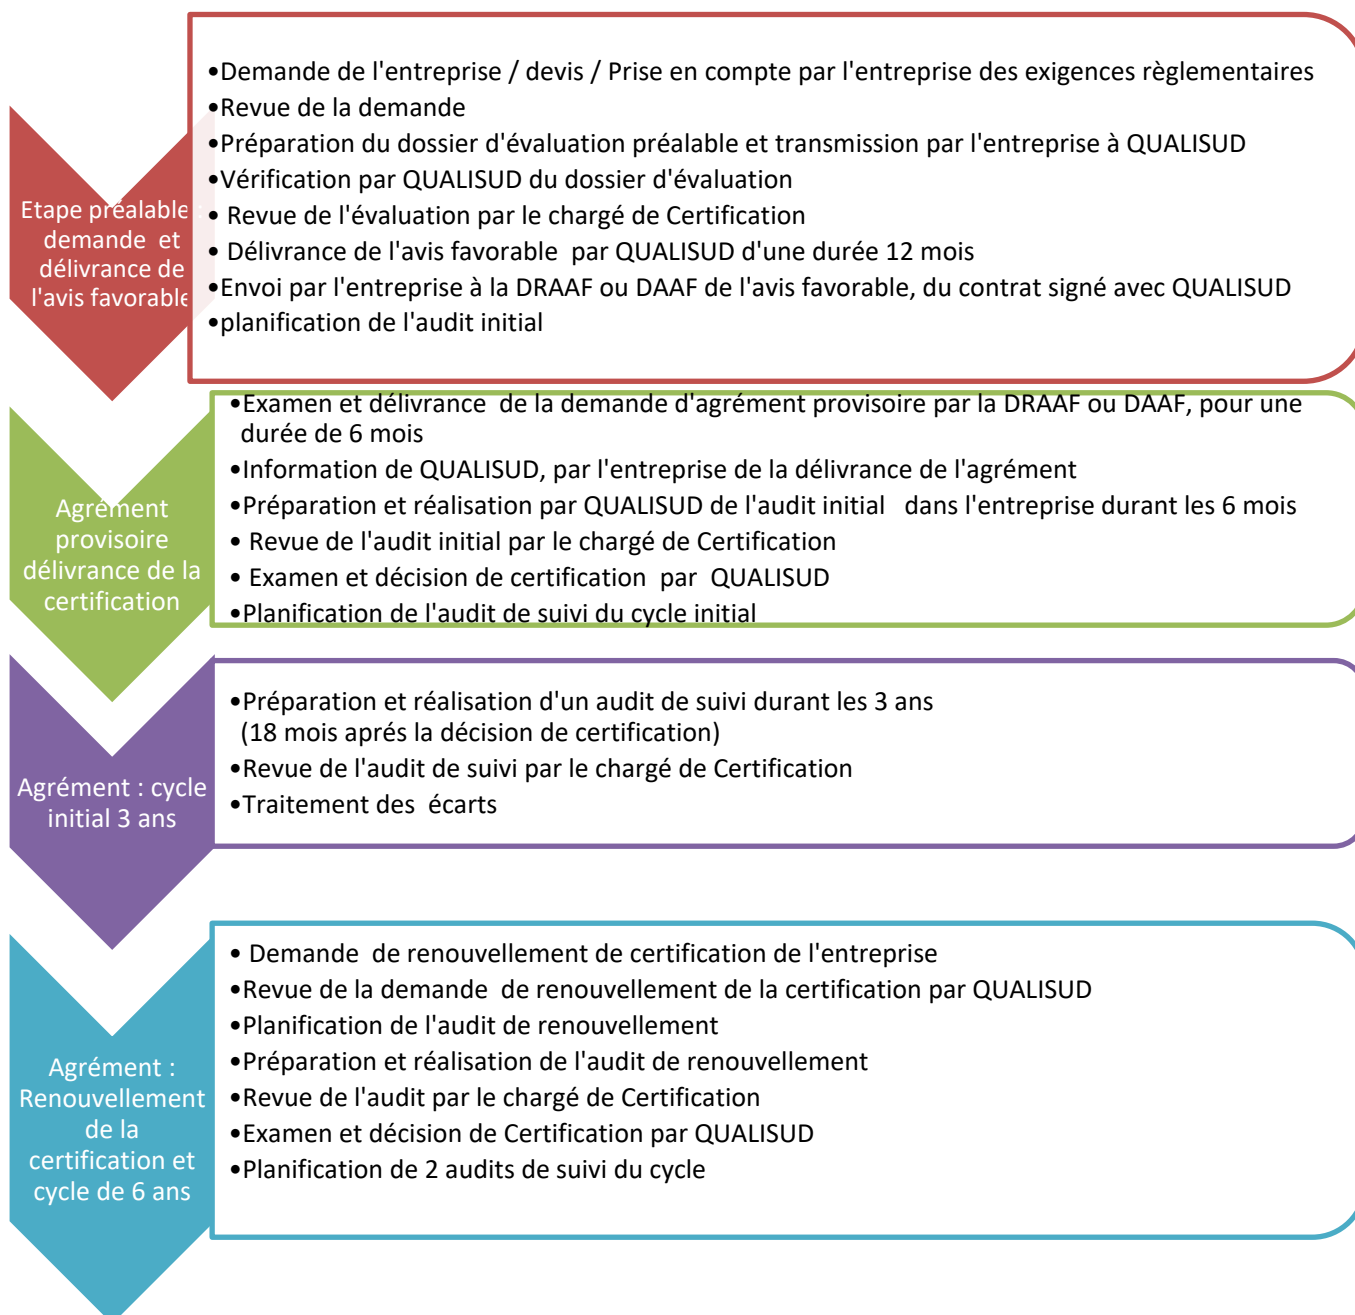 Etape préalable :
demande et
délivrance de
l'avis favorable
•Demande de l'entreprise / devis / Prise en compte par l'entreprise des exigences règlementaires
•Revue de la demande
•Préparation du dossier d'évaluation préalable et transmission par l'entreprise à QUALISUD
•Vérification par QUALISUD du dossier d'évaluation
• Revue de l'évaluation par le chargé de Certification
• Délivrance de l'avis favorable par QUALISUD d'une durée 12 mois
•Envoi par l'entreprise à la DRAAF ou DAAF de l'avis favorable, du contrat signé avec QUALISUD
•planification de l'audit initial
Agrément
provisoire
délivrance de la
certification
•Examen et délivrance de la demande d'agrément provisoire par la DRAAF ou DAAF, pour une
durée de 6 mois
•Information de QUALISUD, par l'entreprise de la délivrance de l'agrément
•Préparation et réalisation par QUALISUD de l'audit initial dans l'entreprise durant les 6 mois
• Revue de l'audit initial par le chargé de Certification
• Examen et décision de certification par QUALISUD
•Planification de l'audit de suivi du cycle initial
Agrément : cycle
initial 3 ans
•Préparation et réalisation d'un audit de suivi durant les 3 ans
(18 mois aprés la décision de certification)
•Revue de l'audit de suivi par le chargé de Certification
•Traitement des écarts
Agrément :
Renouvellement
de la
certification et
cycle de 6 ans
• Demande de renouvellement de certification de l'entreprise
•Revue de la demande de renouvellement de la certification par QUALISUD
•Planification de l'audit de renouvellement
•Préparation et réalisation de l'audit de renouvellement
•Revue de l'audit par le chargé de Certification
•Examen et décision de Certification par QUALISUD
•Planification de 2 audits de suivi du cycle